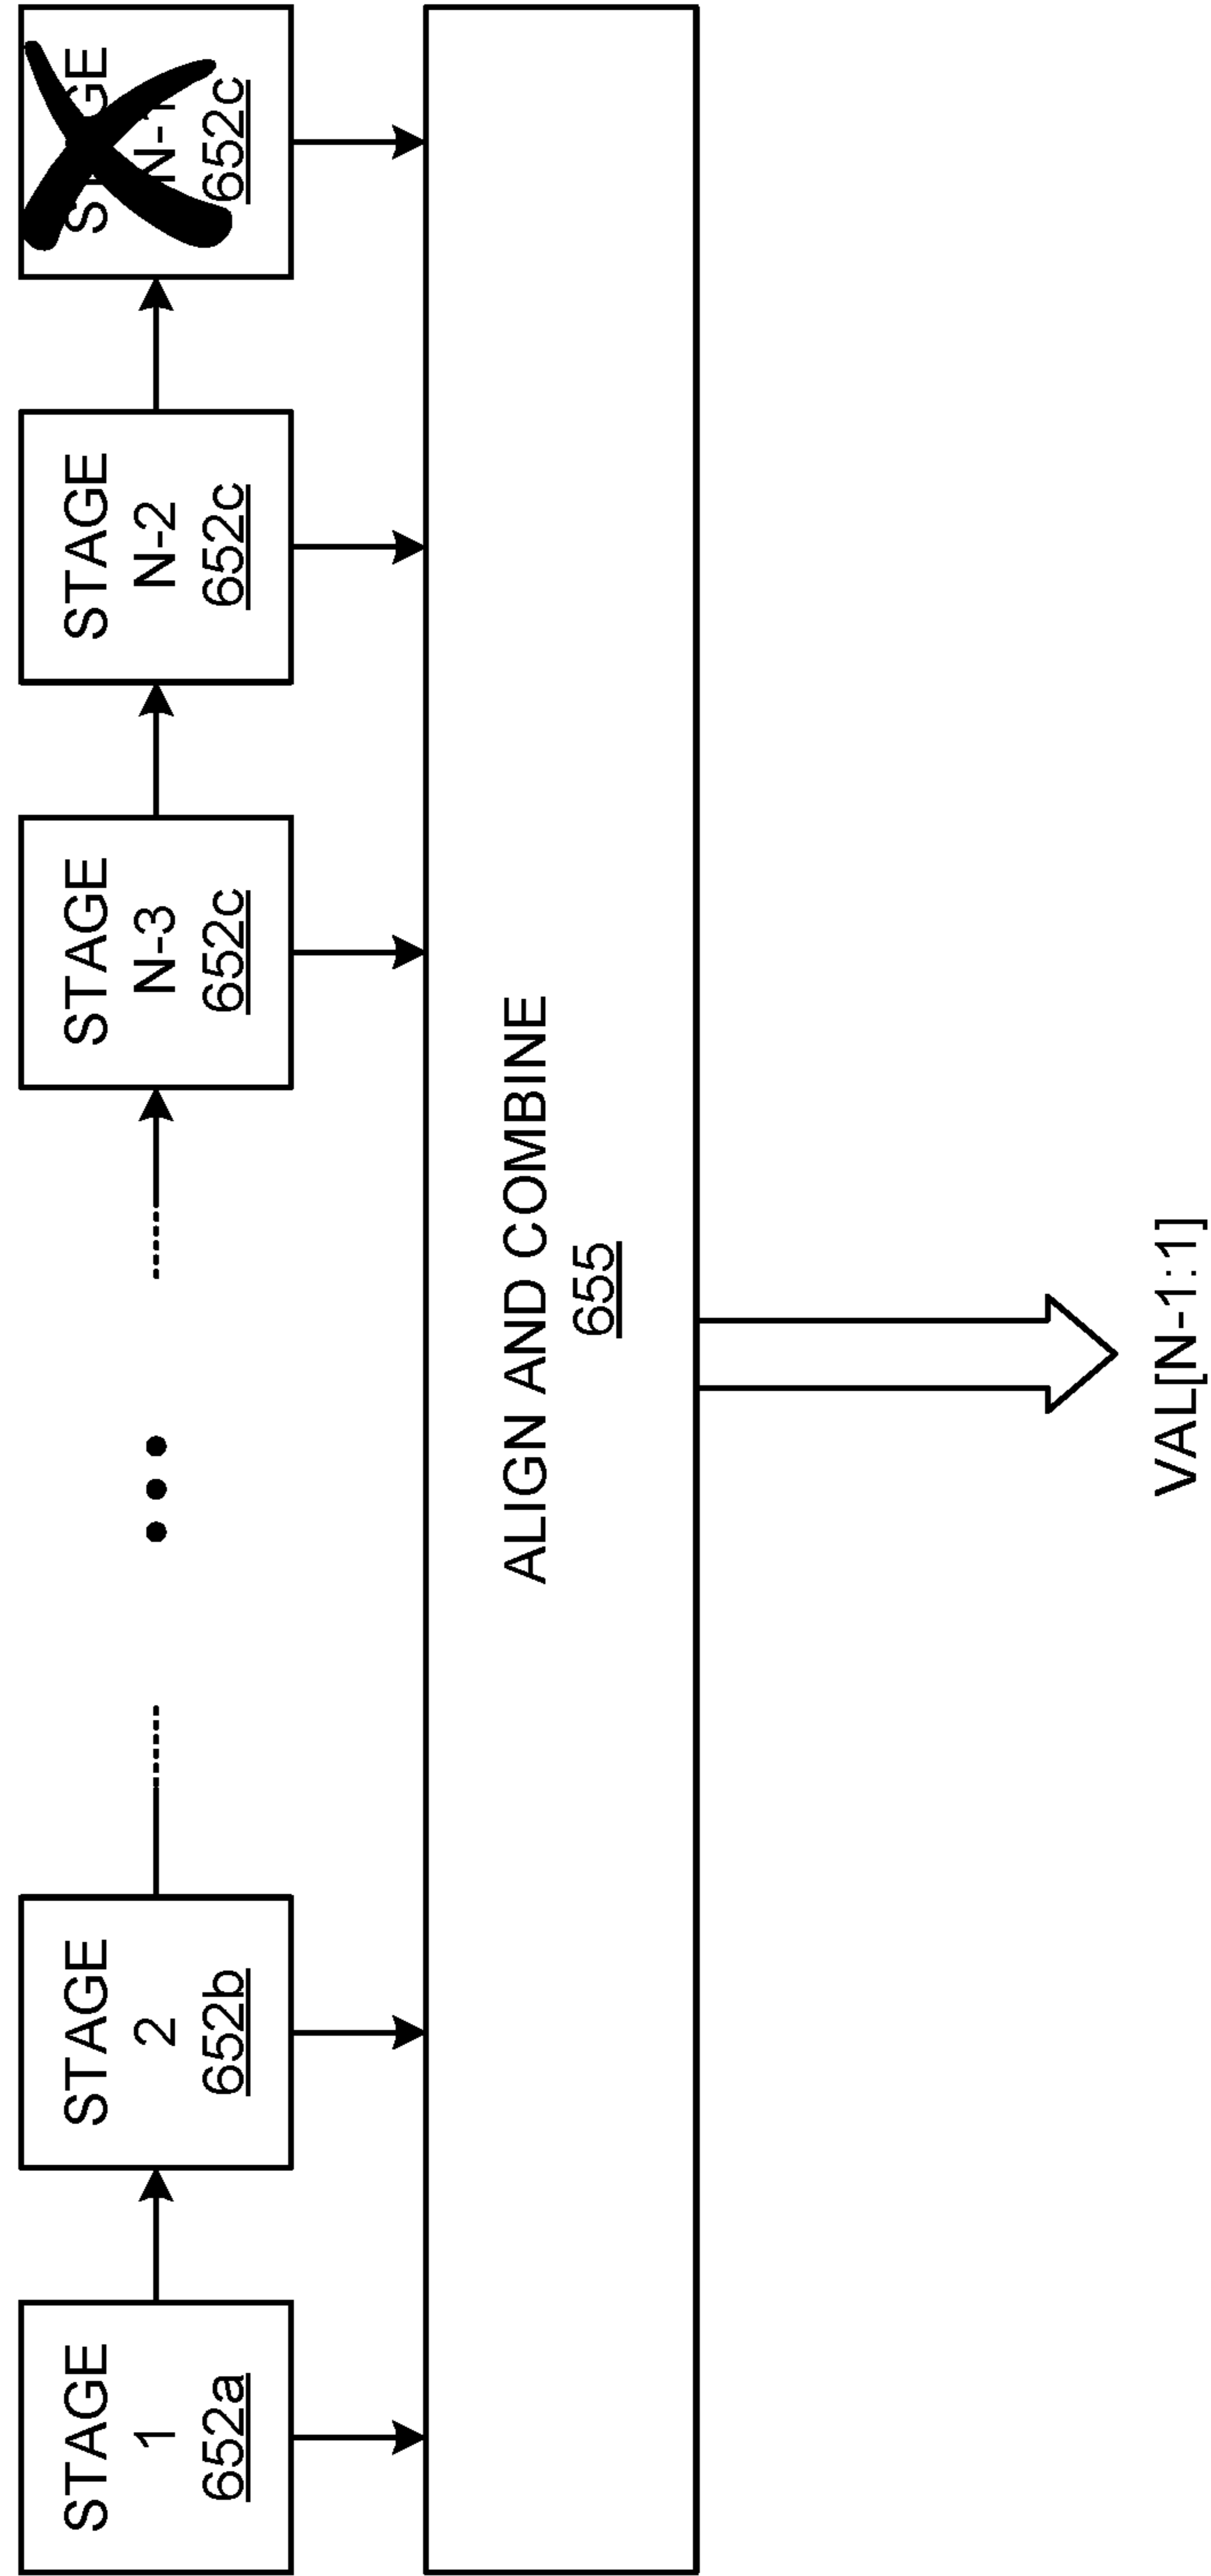 STAGE
1
652a
STAGE
2
652b
STAGE
N-3
652c
STAGE
N-2
652c
652c
ALIGN AND COMBINE
655
VAL[N-1:1]